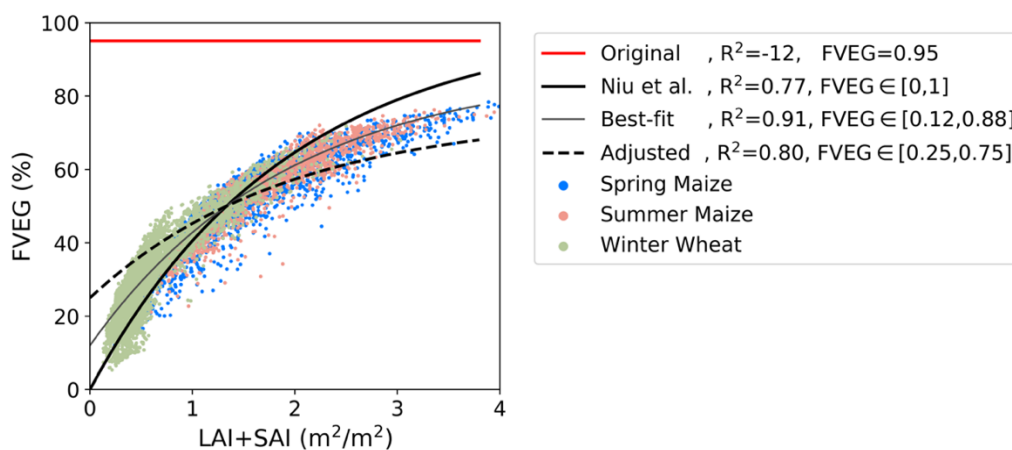 100
80
60
40
20
0
FVEG (%)
0 1 2 3 4
LAI+SAI (m²/m²)
Original , R²=-12, FVEG=0.95
Niu et al. , R²=0.77, FVEG∈[0,1]
Best-fit , R²=0.91, FVEG∈[0.12,0.88]
Adjusted , R²=0.80, FVEG∈[0.25,0.75]
Spring Maize
Summer Maize
Winter Wheat